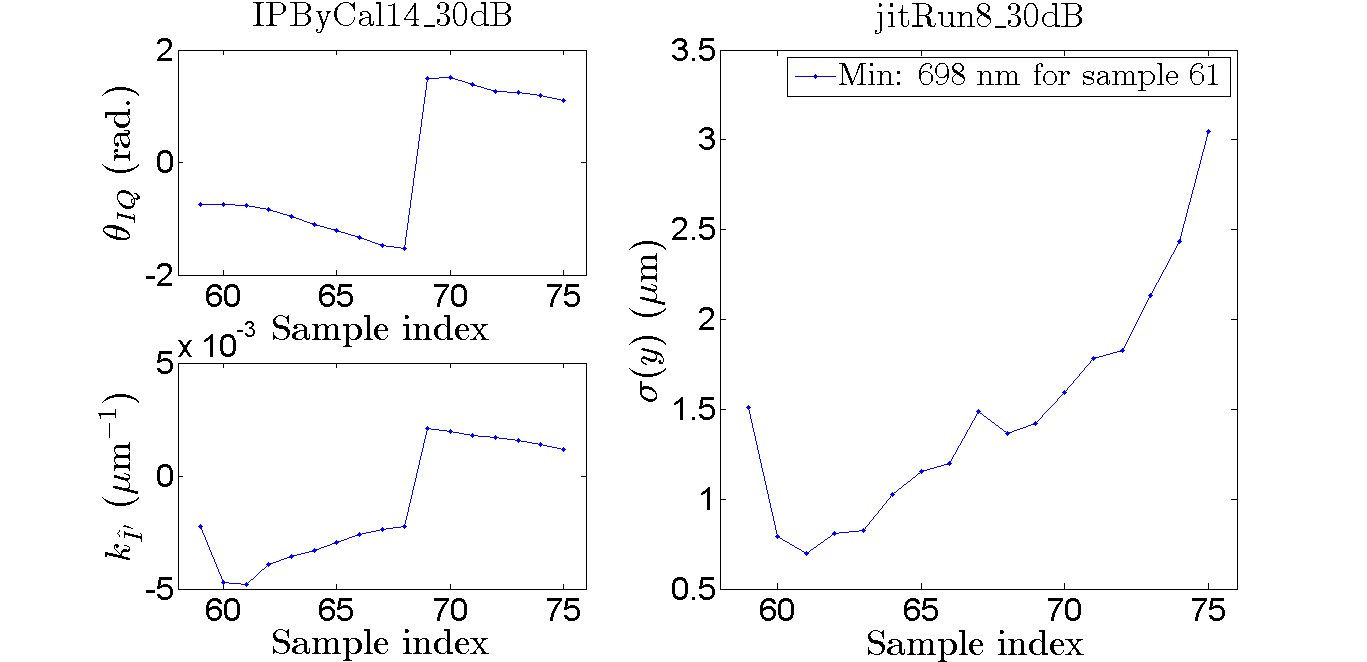 IPByCal14_30dB
2
0
-2
θ_IQ (rad.)
60 65 70 75
Sample index
x 10^-3
5
0
-5
k_Î′ (μm^−1)
60 65 70 75
Sample index
jitRun8_30dB
Min: 698 nm for sample 61
3.5
3
2.5
2
1.5
1
0.5
σ(y) (μm)
60 65 70 75
Sample index